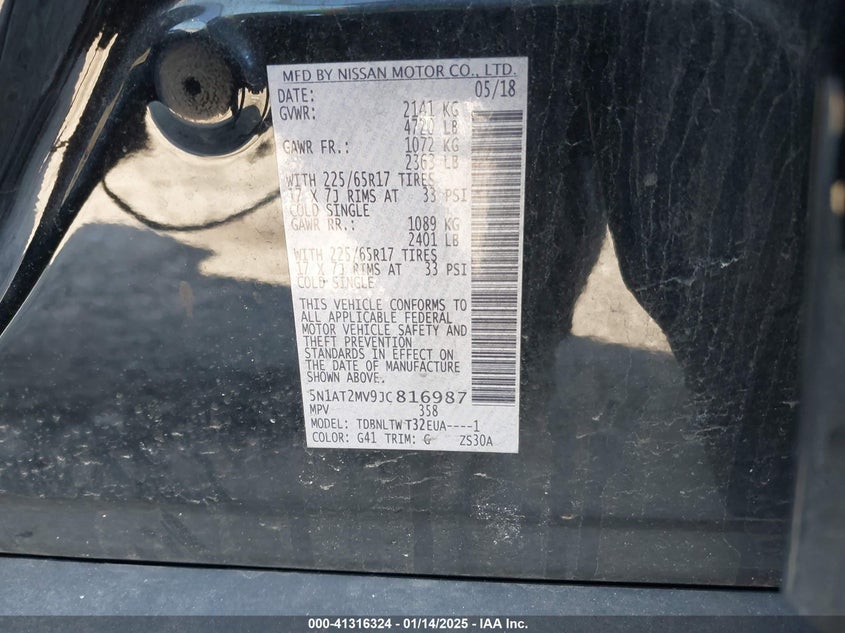 MFD BY NISSAN MOTOR CO., LTD.
DATE: 05/18
GVWR: 2141 KG
4720 LB
GAWR FR.: 1072 KG
2363 LB
WITH 225/65R17 TIRES
17 X 7J RIMS AT 33 PSI
COLD SINGLE
GAWR RR.: 1089 KG
2401 LB
WITH 225/65R17 TIRES
17 X 7J RIMS AT 33 PSI
COLD SINGLE
THIS VEHICLE CONFORMS TO
ALL APPLICABLE FEDERAL
MOTOR VEHICLE SAFETY AND
THEFT PREVENTION
STANDARDS IN EFFECT ON
THE DATE OF MANUFACTURE
SHOWN ABOVE.
5N1AT2MV9JC816987
MPV 358
MODEL: TDBNLTWT32EUA----1
COLOR: G41 TRIM: G ZS30A
000-41316324 | 01/14/2025 - IAA Inc.